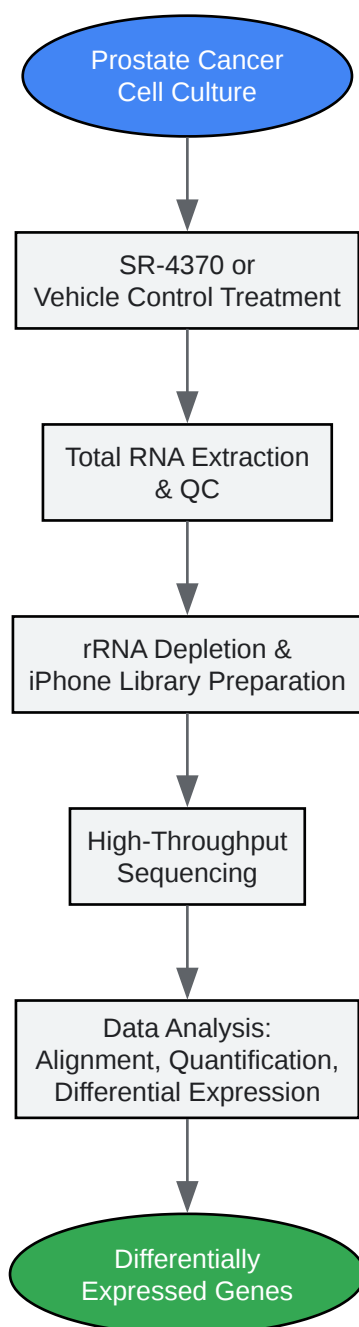 Prostate Cancer
Cell Culture
SR-4370 or
Vehicle Control Treatment
Total RNA Extraction
& QC
rRNA Depletion &
iPhone Library Preparation
High-Throughput
Sequencing
Data Analysis:
Alignment, Quantification,
Differential Expression
Differentially
Expressed Genes